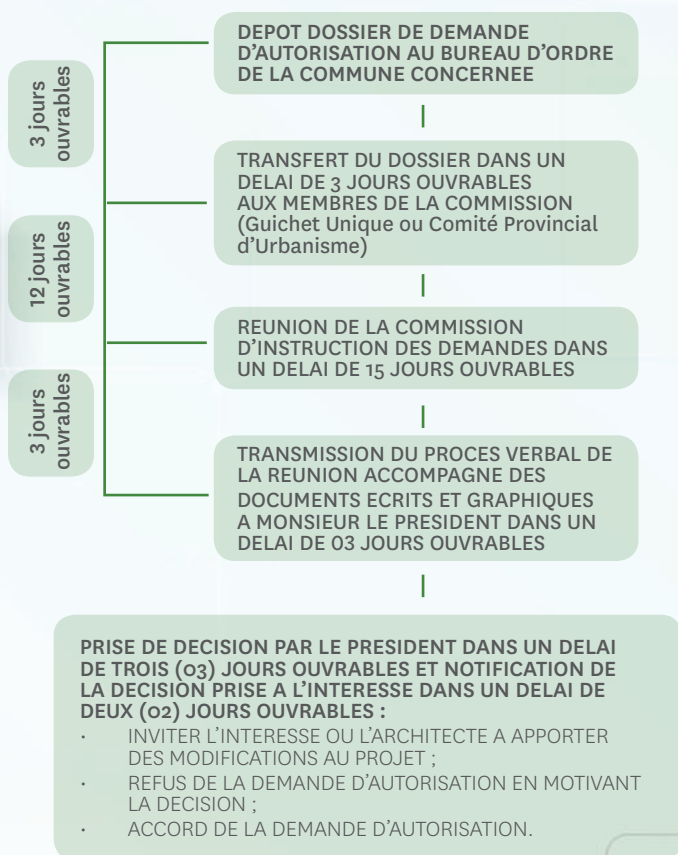 DEPOT DOSSIER DE DEMANDE
D'AUTORISATION AU BUREAU D'ORDRE
DE LA COMMUNE CONCERNEE
3 jours
ouvrables
TRANSFERT DU DOSSIER DANS UN
DELAI DE 3 JOURS OUVRABLES
AUX MEMBRES DE LA COMMISSION
(Guichet Unique ou Comité Provincial
d'Urbanisme)
12 jours
ouvrables
REUNION DE LA COMMISSION
D'INSTRUCTION DES DEMANDES DANS
UN DELAI DE 15 JOURS OUVRABLES
3 jours
ouvrables
TRANSMISSION DU PROCES VERBAL DE
LA REUNION ACCOMPAGNE DES
DOCUMENTS ECRITS ET GRAPHIQUES
A MONSIEUR LE PRESIDENT DANS UN
DELAI DE 03 JOURS OUVRABLES
PRISE DE DECISION PAR LE PRESIDENT DANS UN DELAI
DE TROIS (03) JOURS OUVRABLES ET NOTIFICATION DE
LA DECISION PRISE A L'INTERESSE DANS UN DELAI DE
DEUX (02) JOURS OUVRABLES :
· INVITER L'INTERESSE OU L'ARCHITECTE A APPORTER
DES MODIFICATIONS AU PROJET ;
· REFUS DE LA DEMANDE D'AUTORISATION EN MOTIVANT
LA DECISION ;
· ACCORD DE LA DEMANDE D'AUTORISATION.